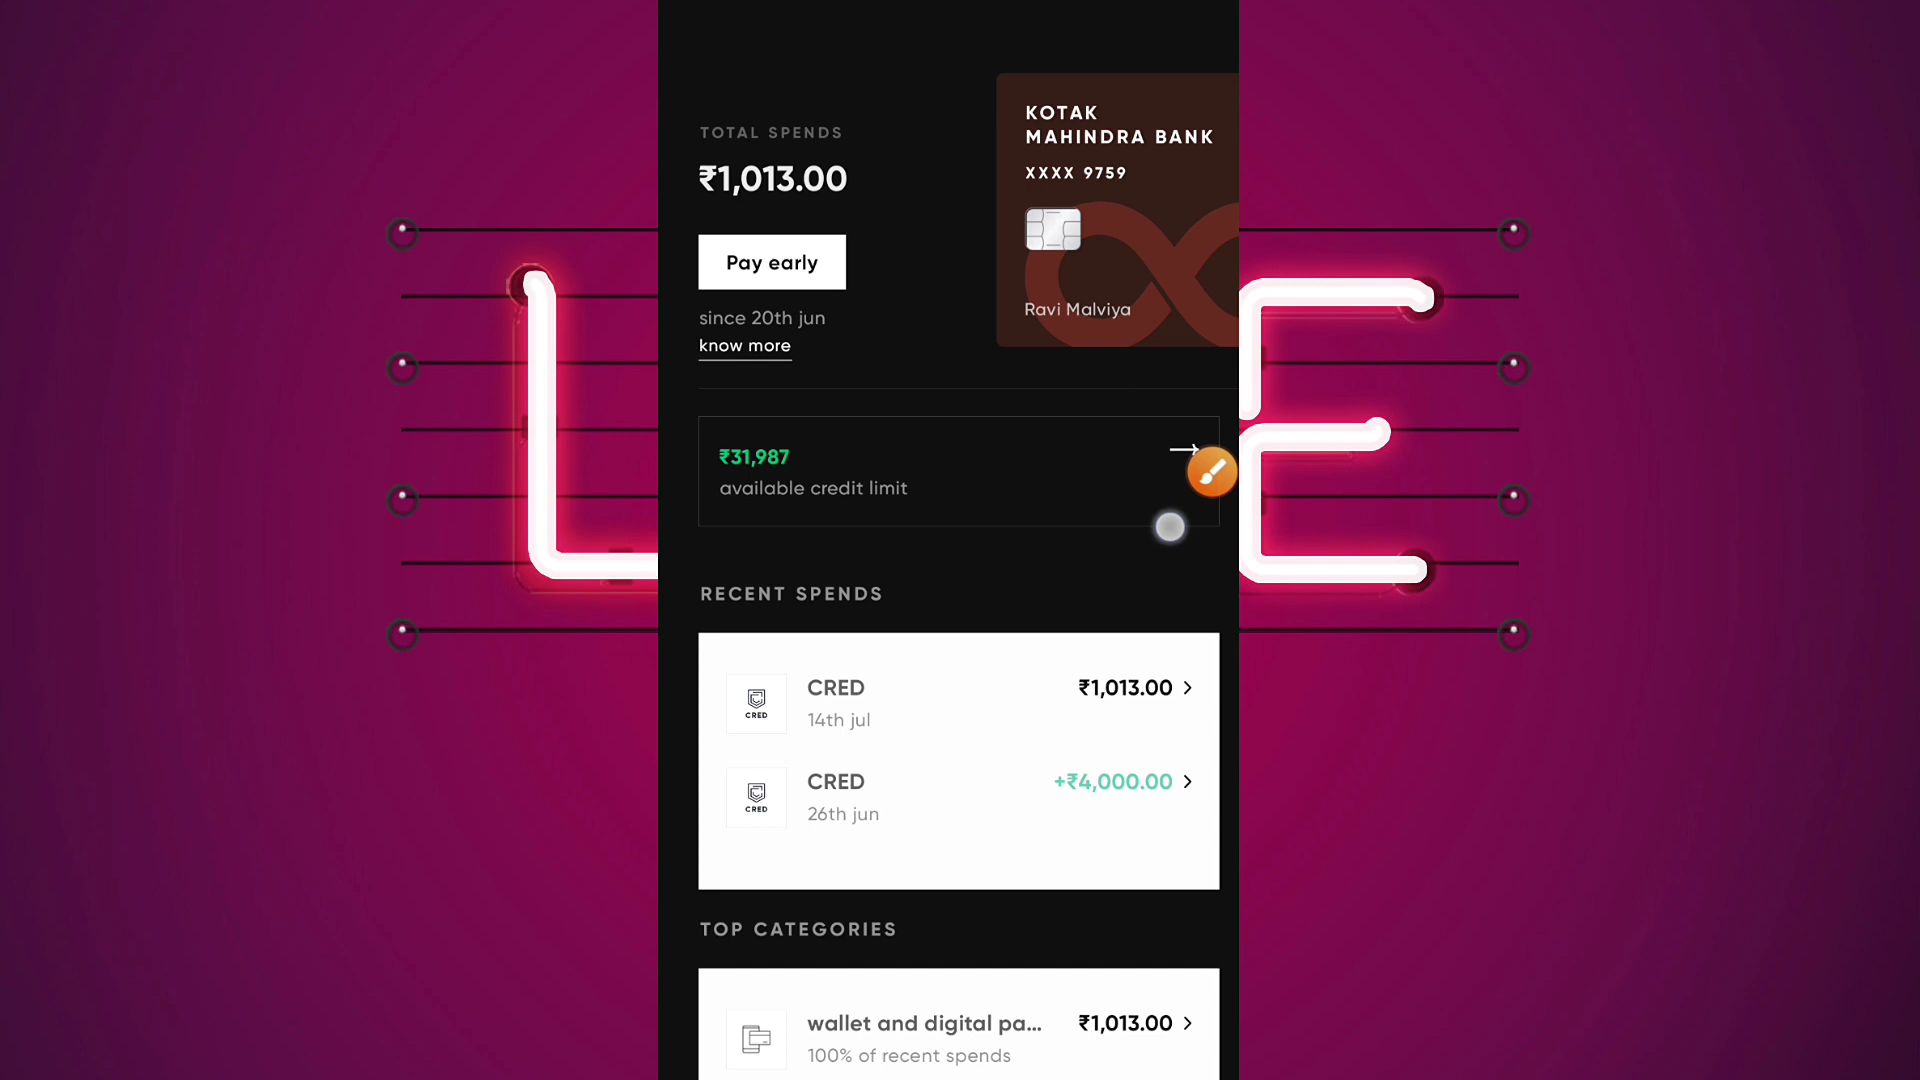 TOTAL SPENDS
₹1,013.00
Pay early
since 20th jun
know more
KOTAK
MAHINDRA BANK
XXXX 9759
Ravi Malviya
₹31,987
available credit limit
RECENT SPENDS
CRED
CRED
14th jul
₹1,013.00
CRED
CRED
26th jun
+₹4,000.00
TOP CATEGORIES
wallet and digital pa...
₹1,013.00
100% of recent spends
L
E